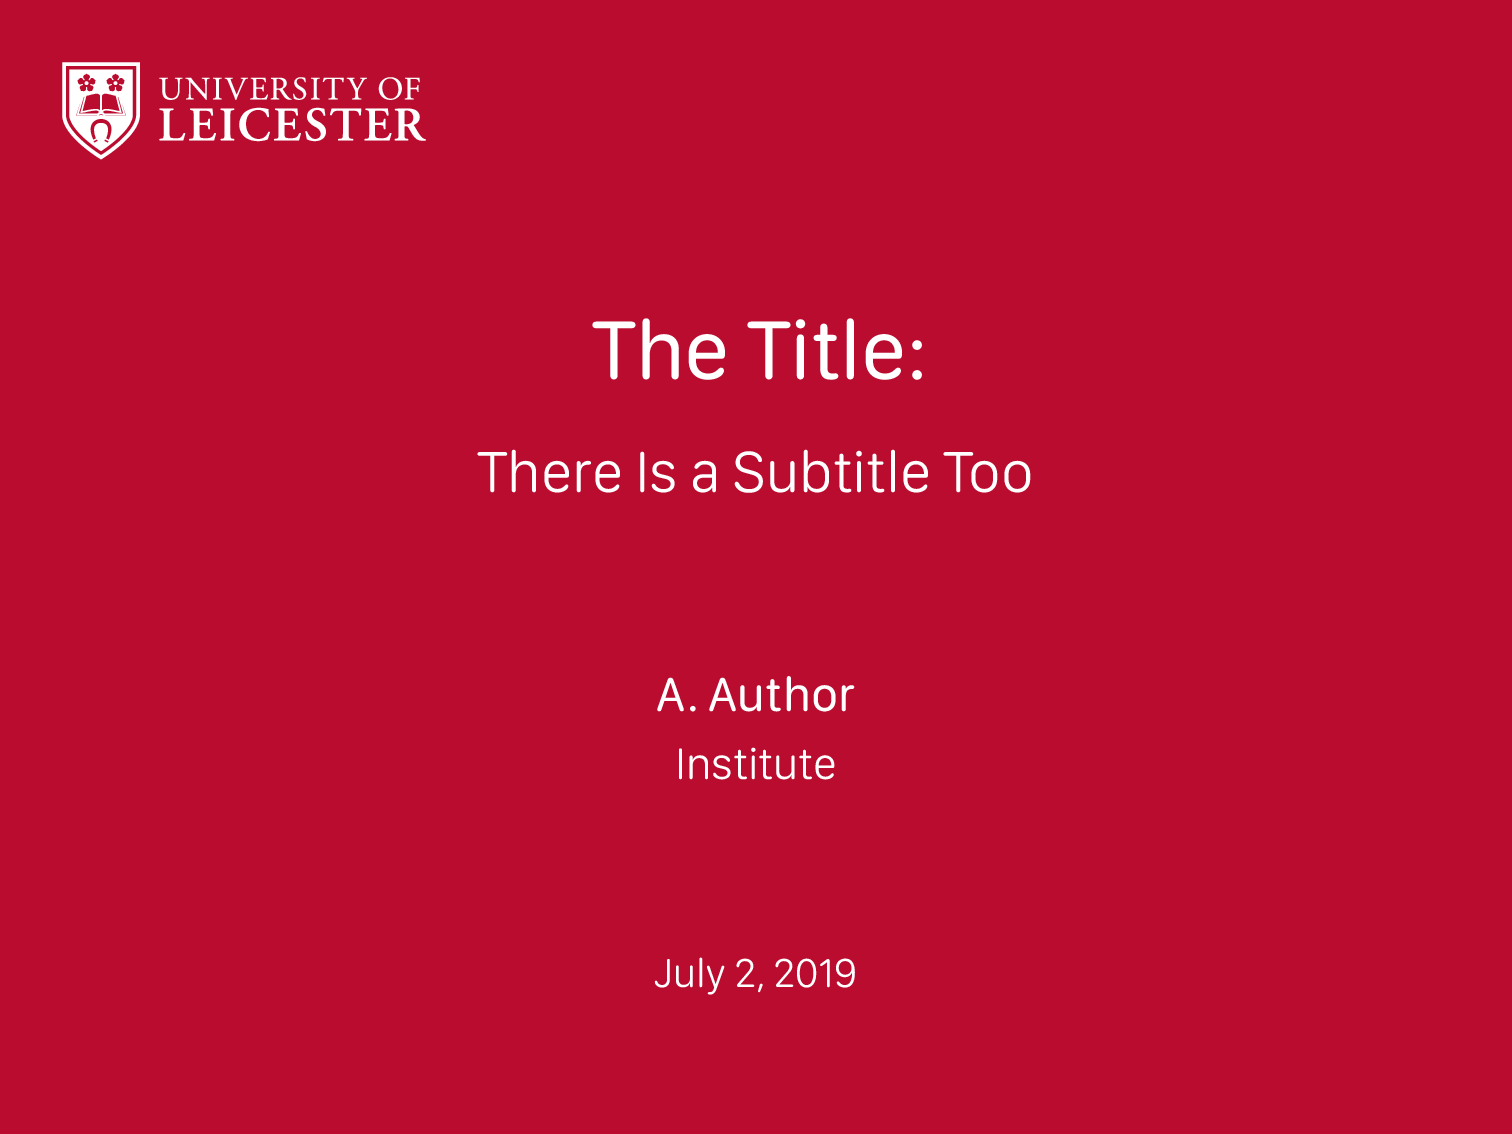 UNIVERSITY OF
LEICESTER
The Title:
There Is a Subtitle Too
A. Author
Institute
July 2, 2019